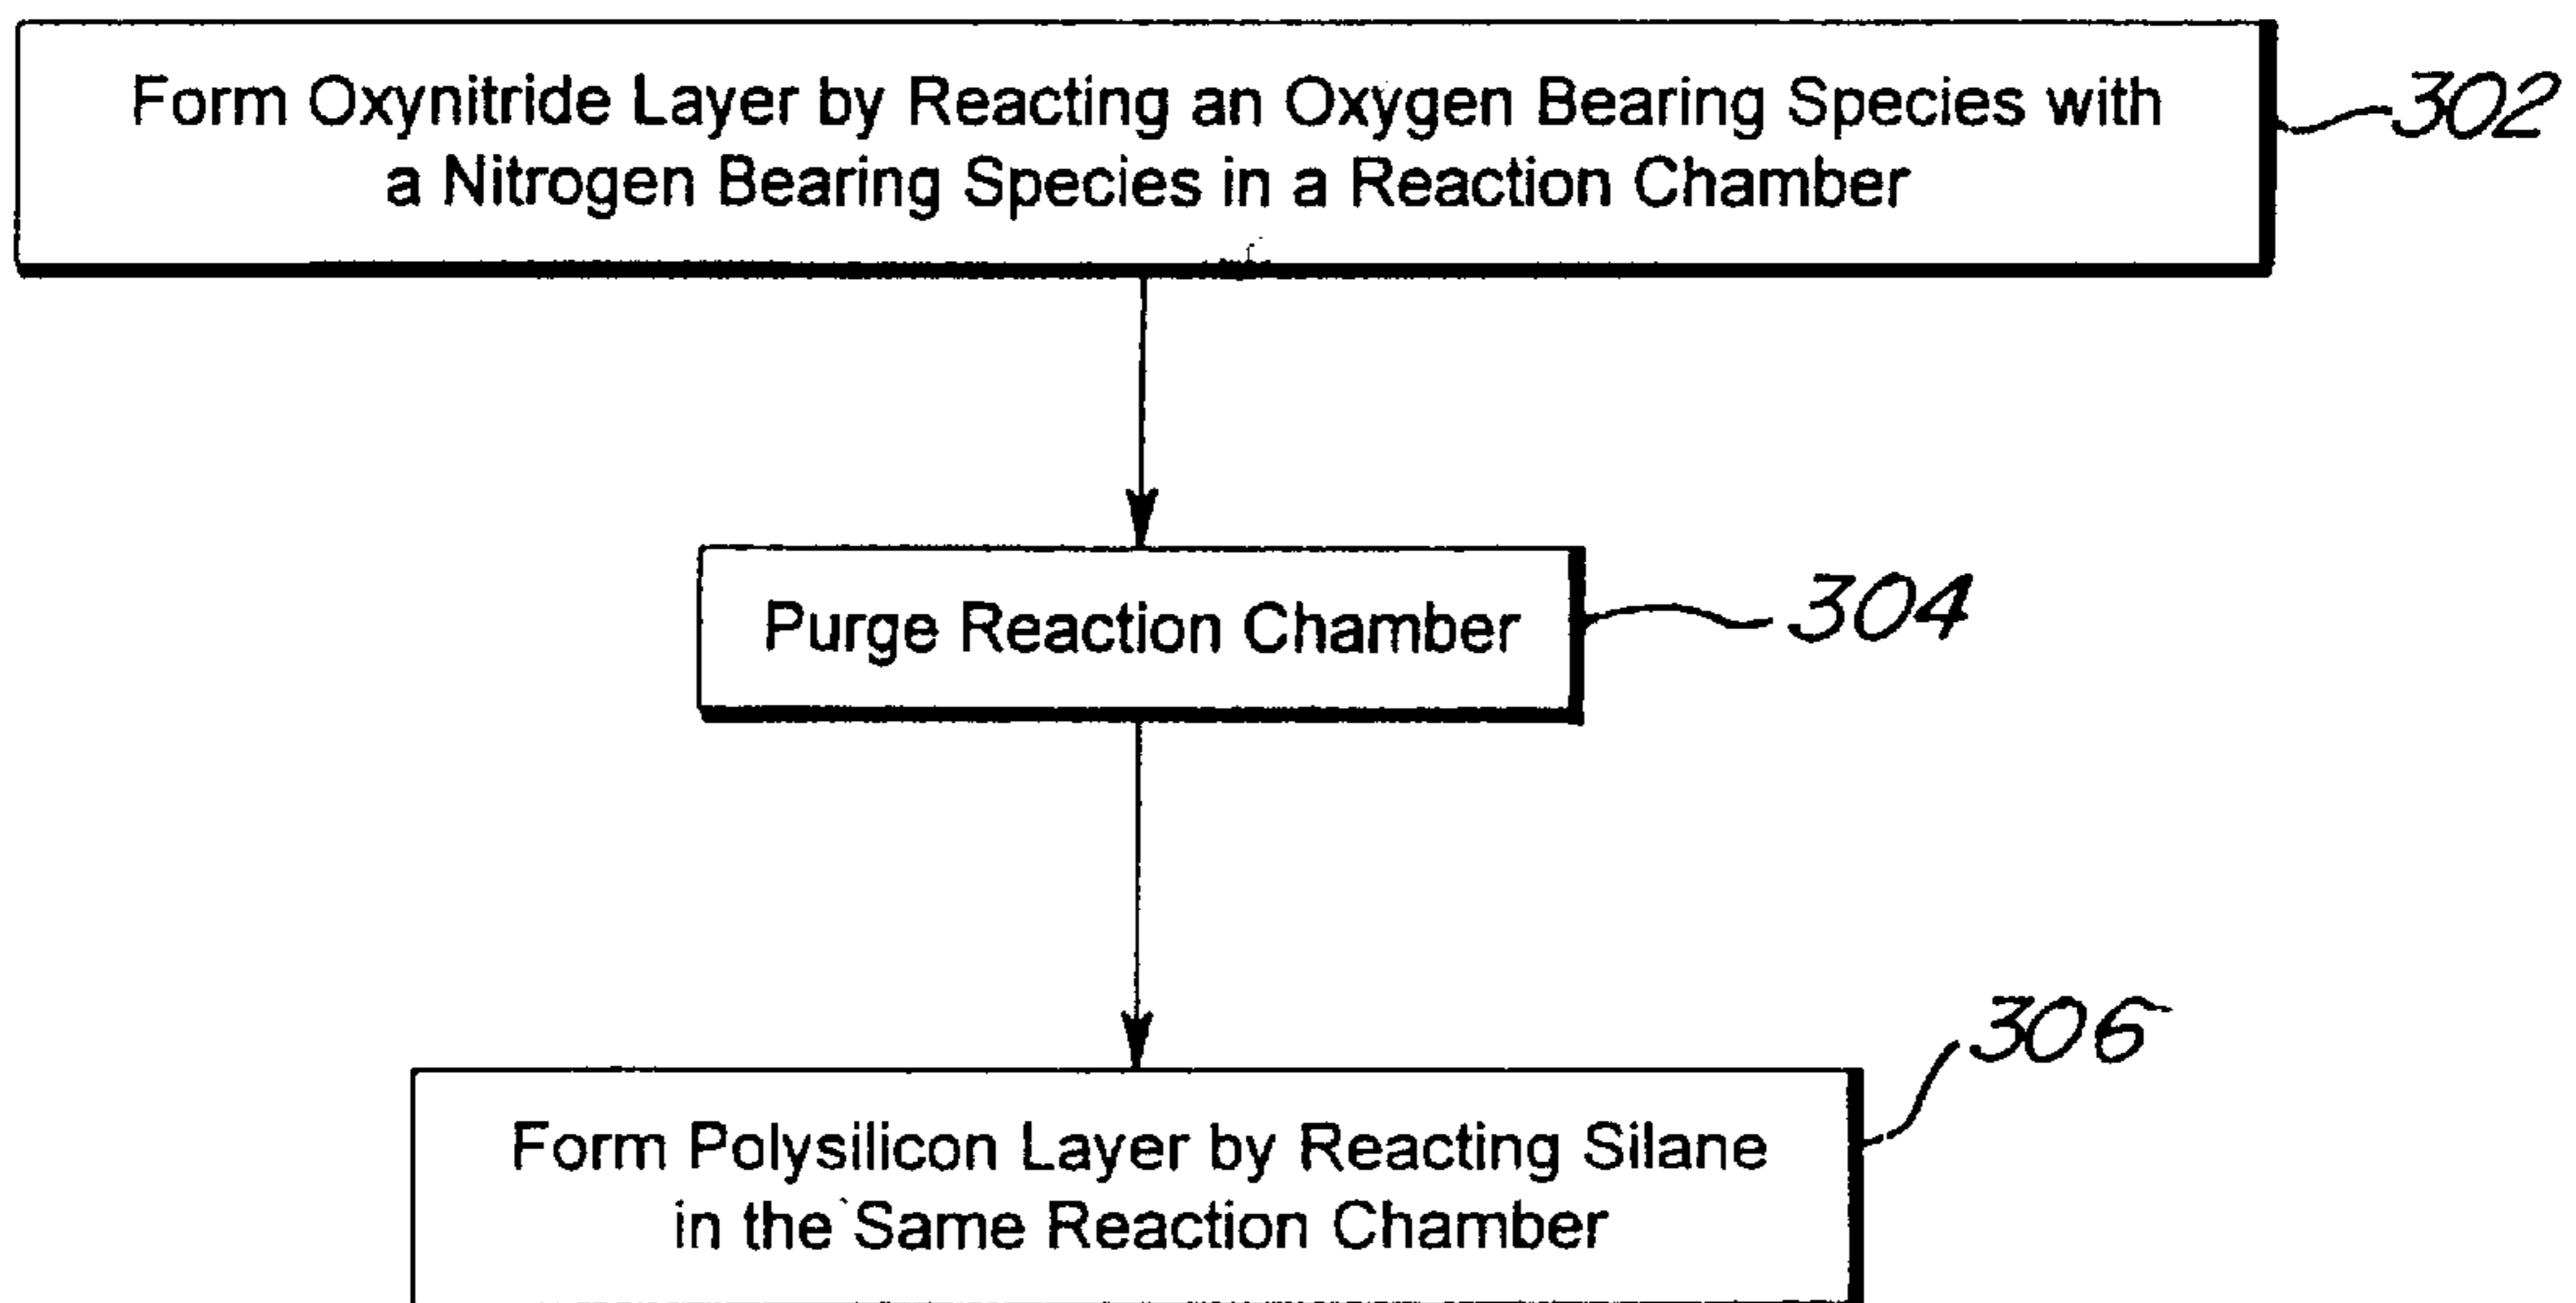 Form Oxynitride Layer by Reacting an Oxygen Bearing Species with
a Nitrogen Bearing Species in a Reaction Chamber
302
Purge Reaction Chamber
304
306
Form Polysilicon Layer by Reacting Silane
in the Same Reaction Chamber